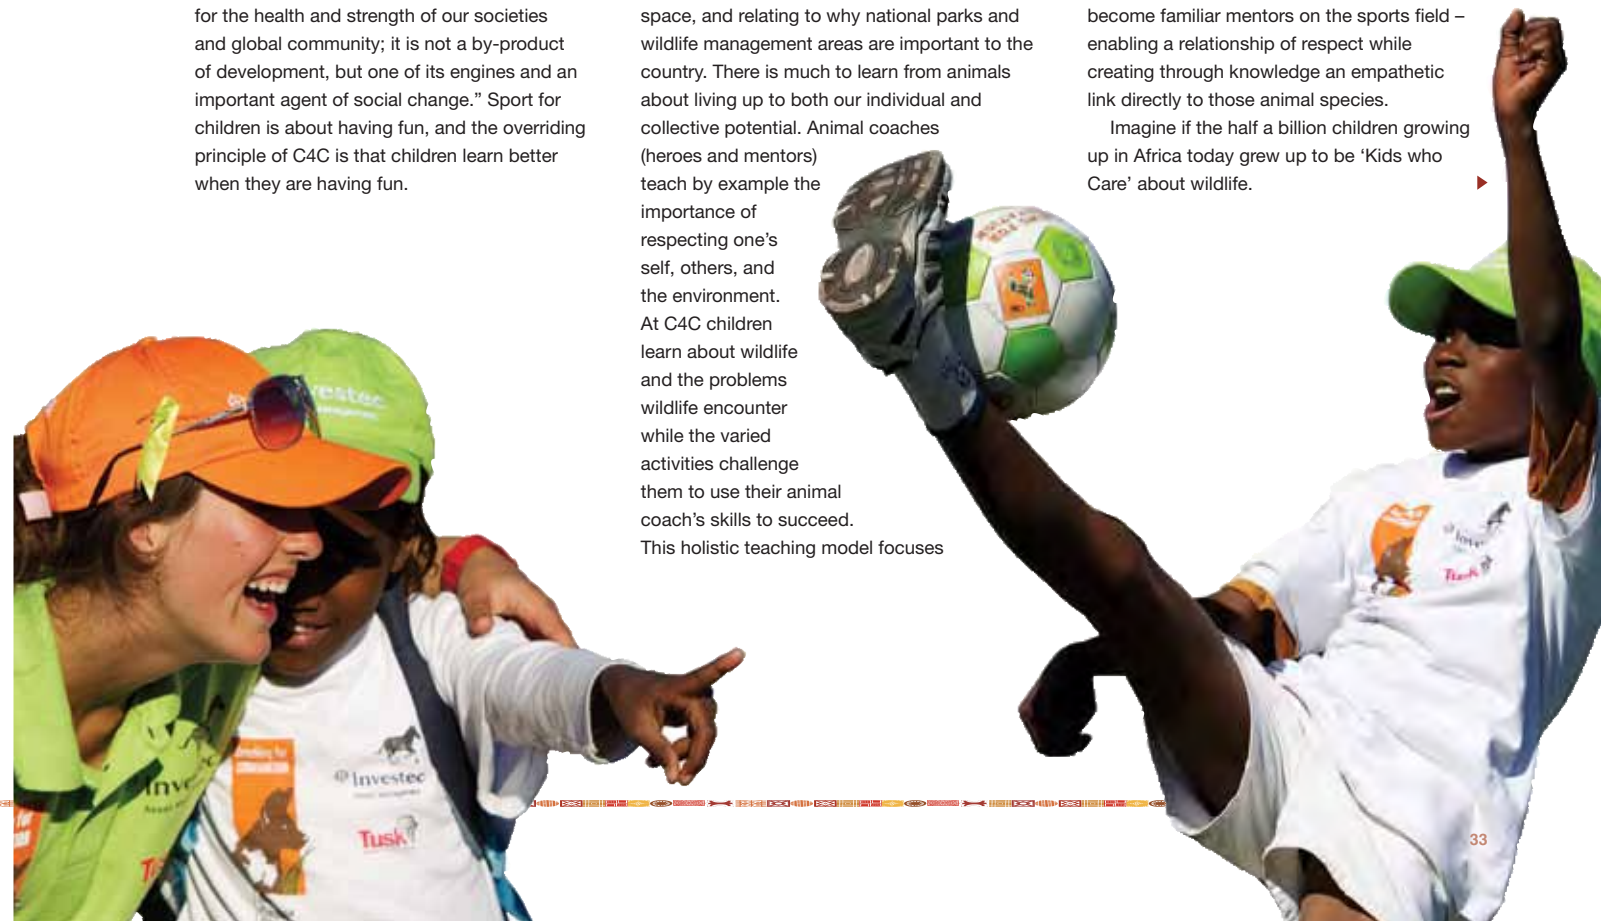 for the health and strength of our societies
and global community; it is not a by-product
of development, but one of its engines and an
important agent of social change.” Sport for
children is about having fun, and the overriding
principle of C4C is that children learn better
when they are having fun.
space, and relating to why national parks and
wildlife management areas are important to the
country. There is much to learn from animals
about living up to both our individual and
collective potential. Animal coaches
(heroes and mentors)
teach by example the
importance of
respecting one’s
self, others, and
the environment.
At C4C children
learn about wildlife
and the problems
wildlife encounter
while the varied
activities challenge
them to use their animal
coach’s skills to succeed.
This holistic teaching model focuses
become familiar mentors on the sports field –
enabling a relationship of respect while
creating through knowledge an empathetic
link directly to those animal species.
Imagine if the half a billion children growing
up in Africa today grew up to be ‘Kids who
Care’ about wildlife.
Investec
Tusk
Tusk
33